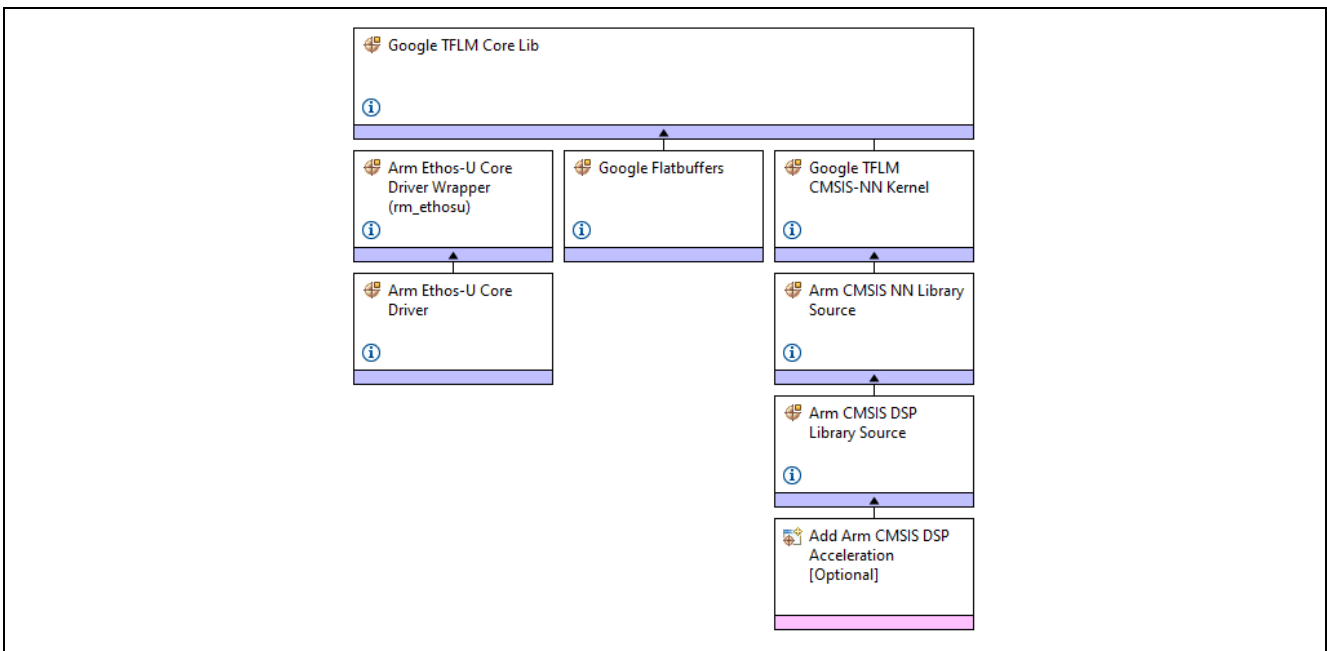 Google TFLM Core Lib
Arm Ethos-U Core
Driver Wrapper
(rm_ethosu)
Google Flatbuffers
Google TFLM
CMSIS-NN Kernel
Arm Ethos-U Core
Driver
Arm CMSIS NN Library
Source
Arm CMSIS DSP
Library Source
Add Arm CMSIS DSP
Acceleration
[Optional]